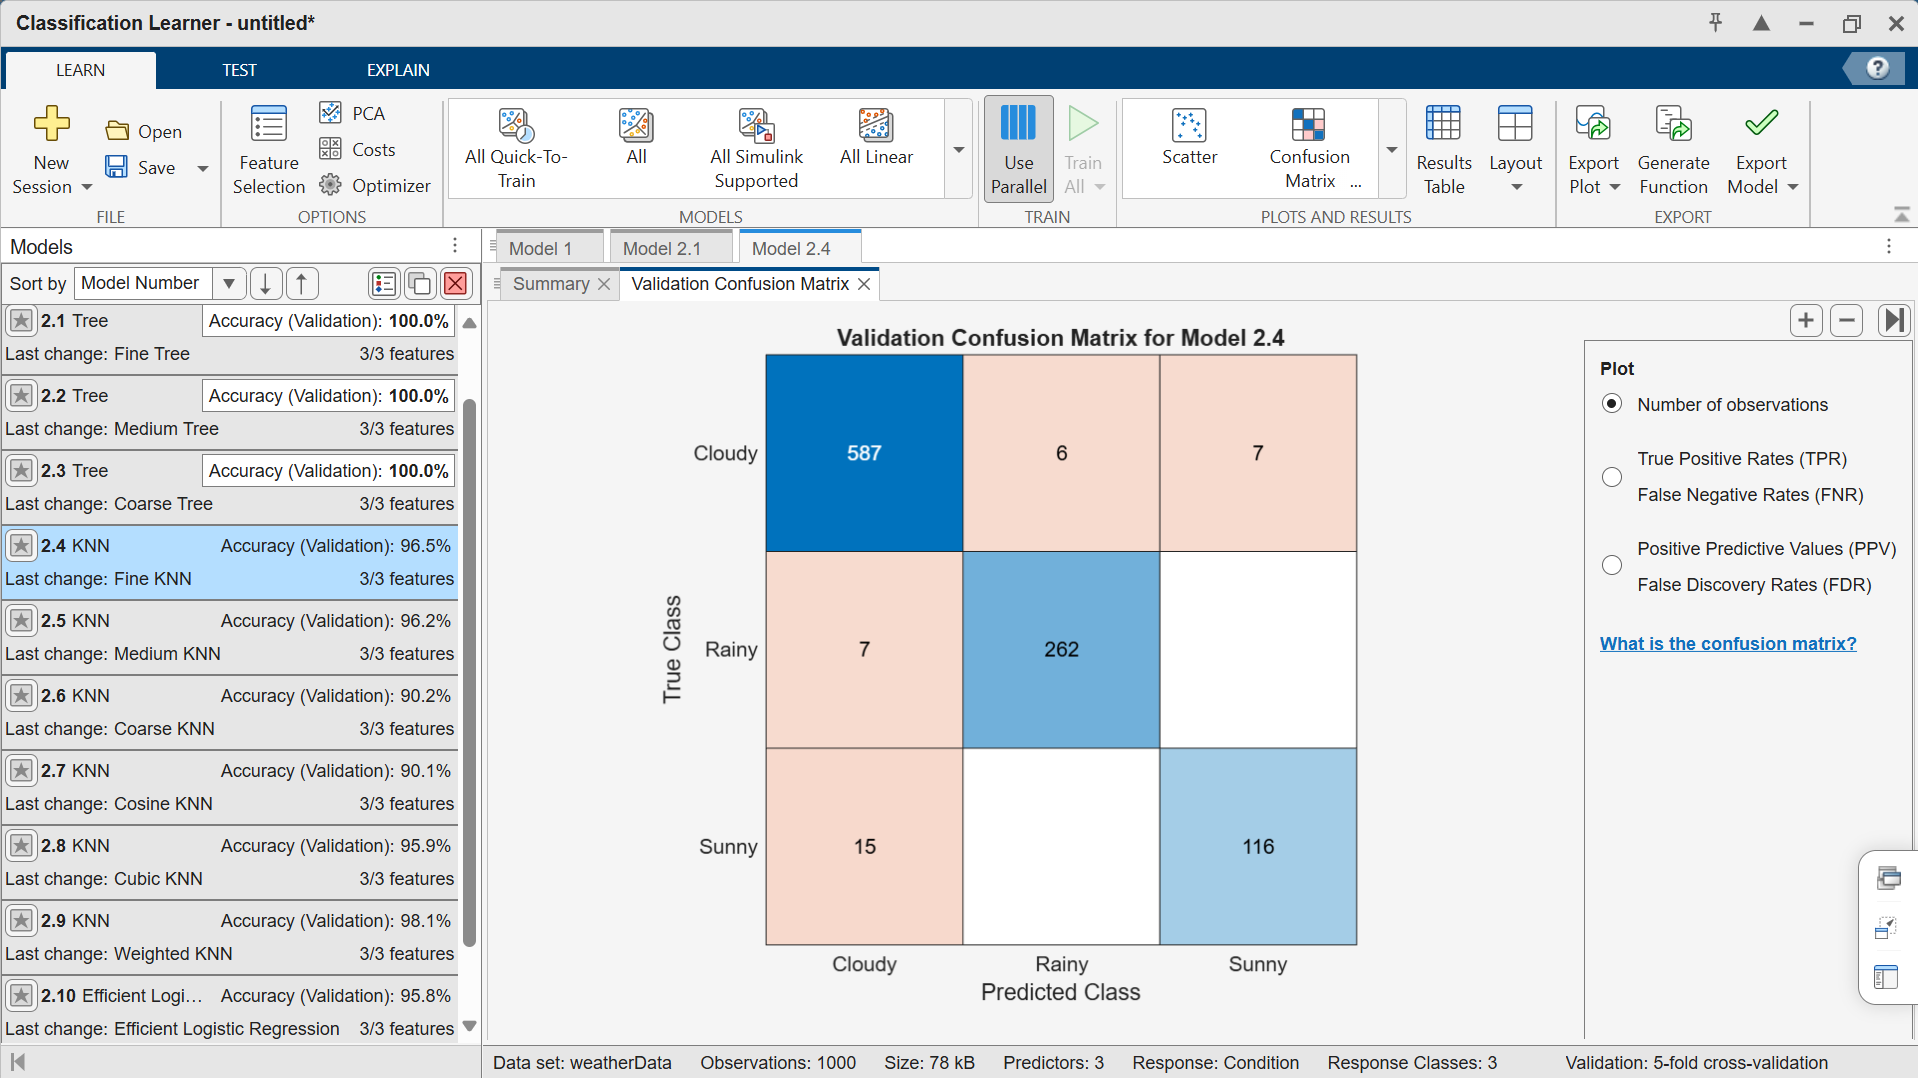 Classification Learner - untitled*
LEARN
TEST
EXPLAIN
?
New
Session
Open
Save
FILE
Feature
Selection
PCA
Costs
Optimizer
OPTIONS
All Quick-To-
Train
All
All Simulink
Supported
All Linear
MODELS
Use
Parallel
Train
All
TRAIN
Scatter
Confusion
Matrix ...
Results
Table
Layout
PLOTS AND RESULTS
Export
Plot
Generate
Function
Export
Model
EXPORT
Models
Sort by Model Number
2.1 Tree Accuracy (Validation): 100.0%
Last change: Fine Tree 3/3 features
2.2 Tree Accuracy (Validation): 100.0%
Last change: Medium Tree 3/3 features
2.3 Tree Accuracy (Validation): 100.0%
Last change: Coarse Tree 3/3 features
2.4 KNN Accuracy (Validation): 96.5%
Last change: Fine KNN 3/3 features
2.5 KNN Accuracy (Validation): 96.2%
Last change: Medium KNN 3/3 features
2.6 KNN Accuracy (Validation): 90.2%
Last change: Coarse KNN 3/3 features
2.7 KNN Accuracy (Validation): 90.1%
Last change: Cosine KNN 3/3 features
2.8 KNN Accuracy (Validation): 95.9%
Last change: Cubic KNN 3/3 features
2.9 KNN Accuracy (Validation): 98.1%
Last change: Weighted KNN 3/3 features
2.10 Efficient Logi... Accuracy (Validation): 95.8%
Last change: Efficient Logistic Regression 3/3 features
Model 1
Model 2.1
Model 2.4
Summary
Validation Confusion Matrix
Validation Confusion Matrix for Model 2.4
True Class
Cloudy 587 6 7
Rainy 7 262
Sunny 15 116
Cloudy Rainy Sunny
Predicted Class
Plot
Number of observations
True Positive Rates (TPR)
False Negative Rates (FNR)
Positive Predictive Values (PPV)
False Discovery Rates (FDR)
What is the confusion matrix?
Data set: weatherData Observations: 1000 Size: 78 kB Predictors: 3 Response: Condition Response Classes: 3 Validation: 5-fold cross-validation